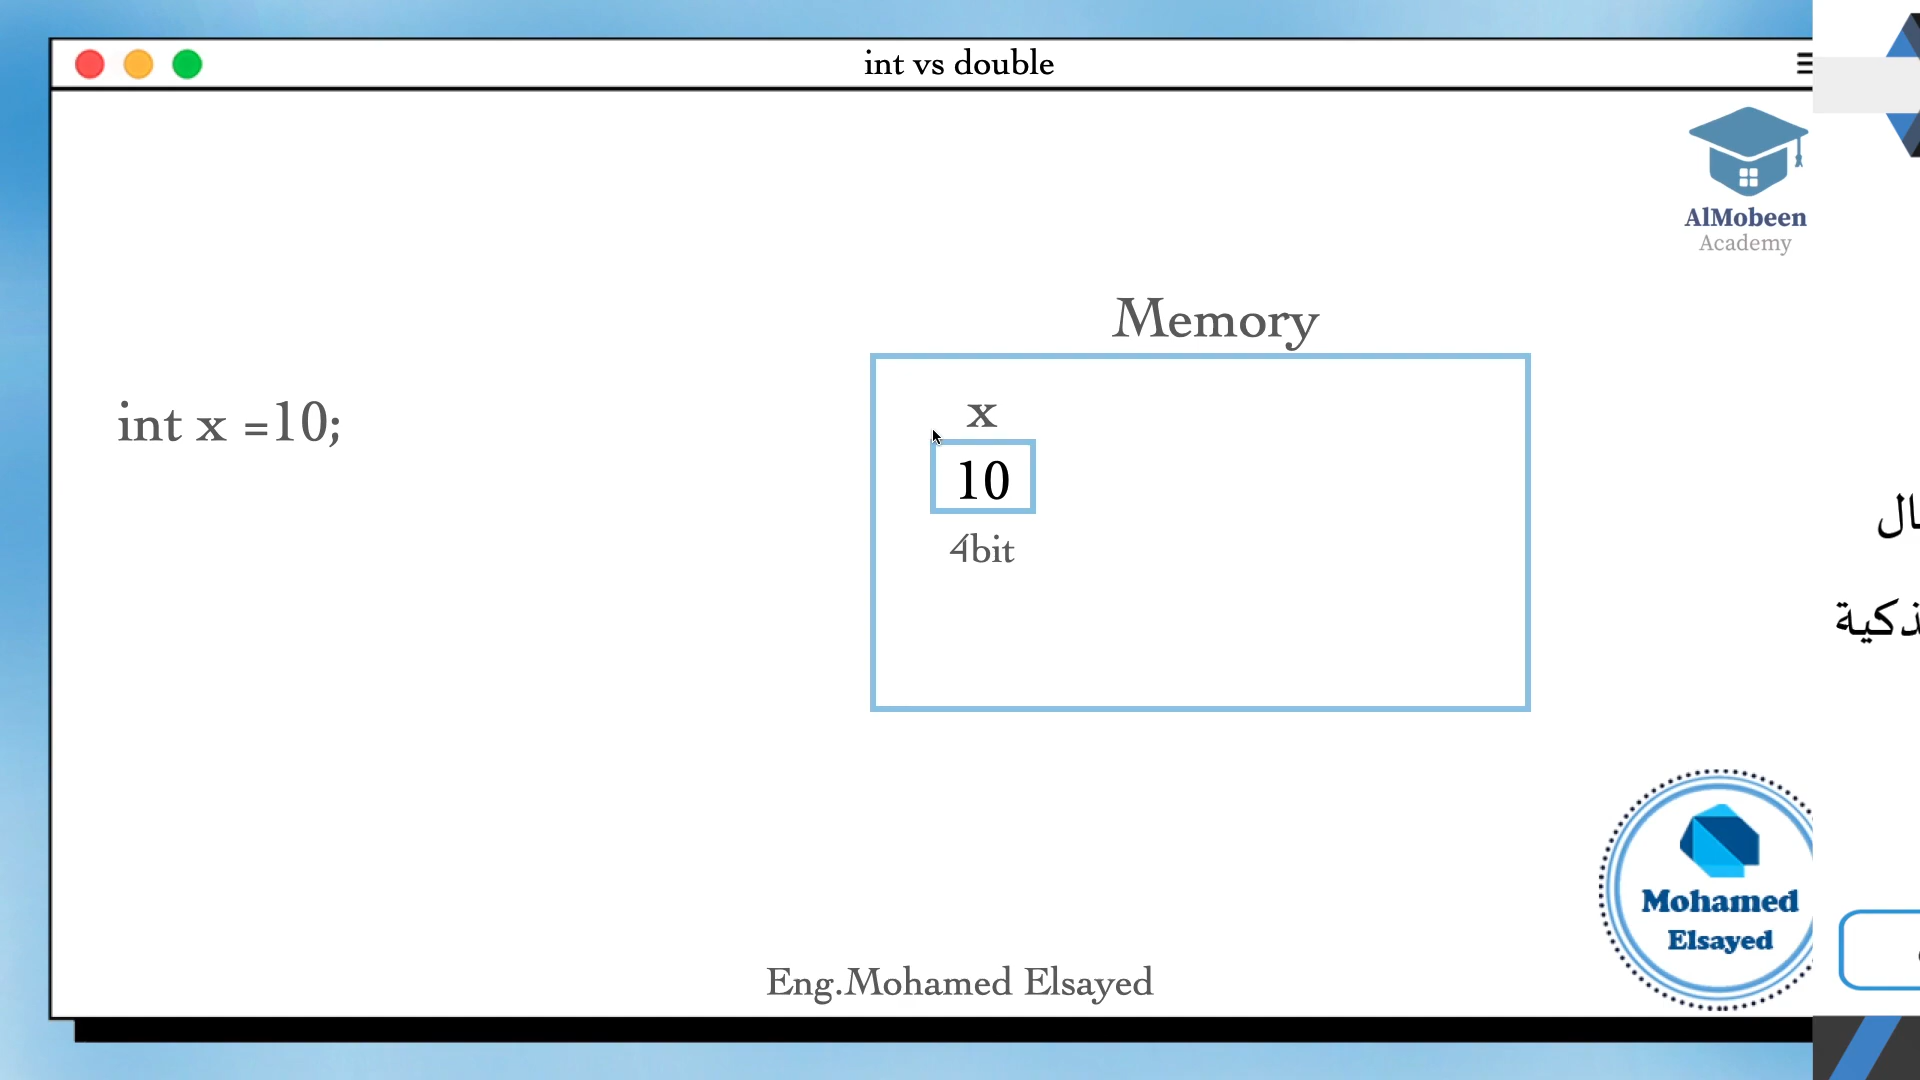 int vs double
AlMobeen
Academy
Memory
int x =10;
x
10
4bit
Mohamed
Elsayed
Eng.Mohamed Elsayed